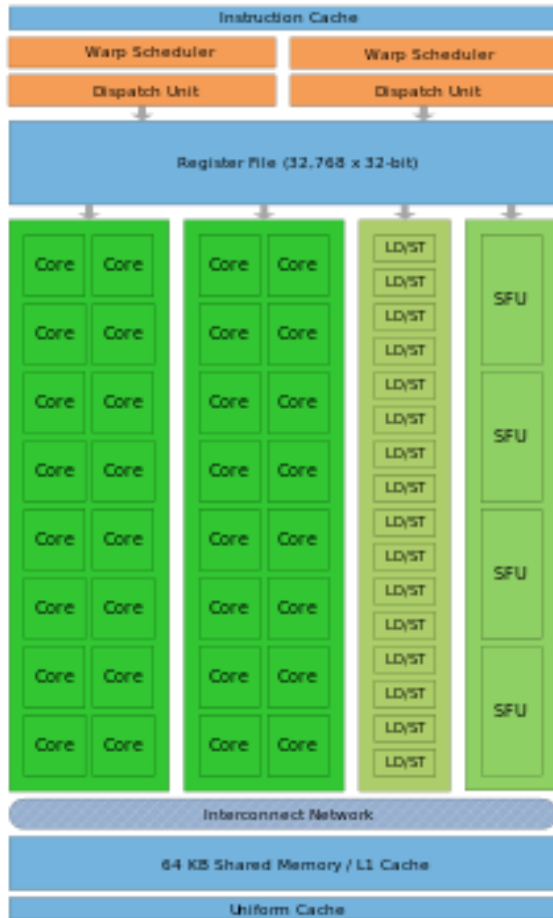 Instruction Cache
Warp Scheduler Warp Scheduler
Dispatch Unit Dispatch Unit
Register File (32,768 x 32-bit)
Core Core Core Core LD/ST LD/ST SFU
Core Core Core Core LD/ST LD/ST
Core Core Core Core LD/ST LD/ST SFU
Core Core Core Core LD/ST LD/ST
Core Core Core Core LD/ST LD/ST SFU
Core Core Core Core LD/ST LD/ST
Core Core Core Core LD/ST LD/ST SFU
Core Core Core Core LD/ST LD/ST
Interconnect Network
64 KB Shared Memory / L1 Cache
Uniform Cache